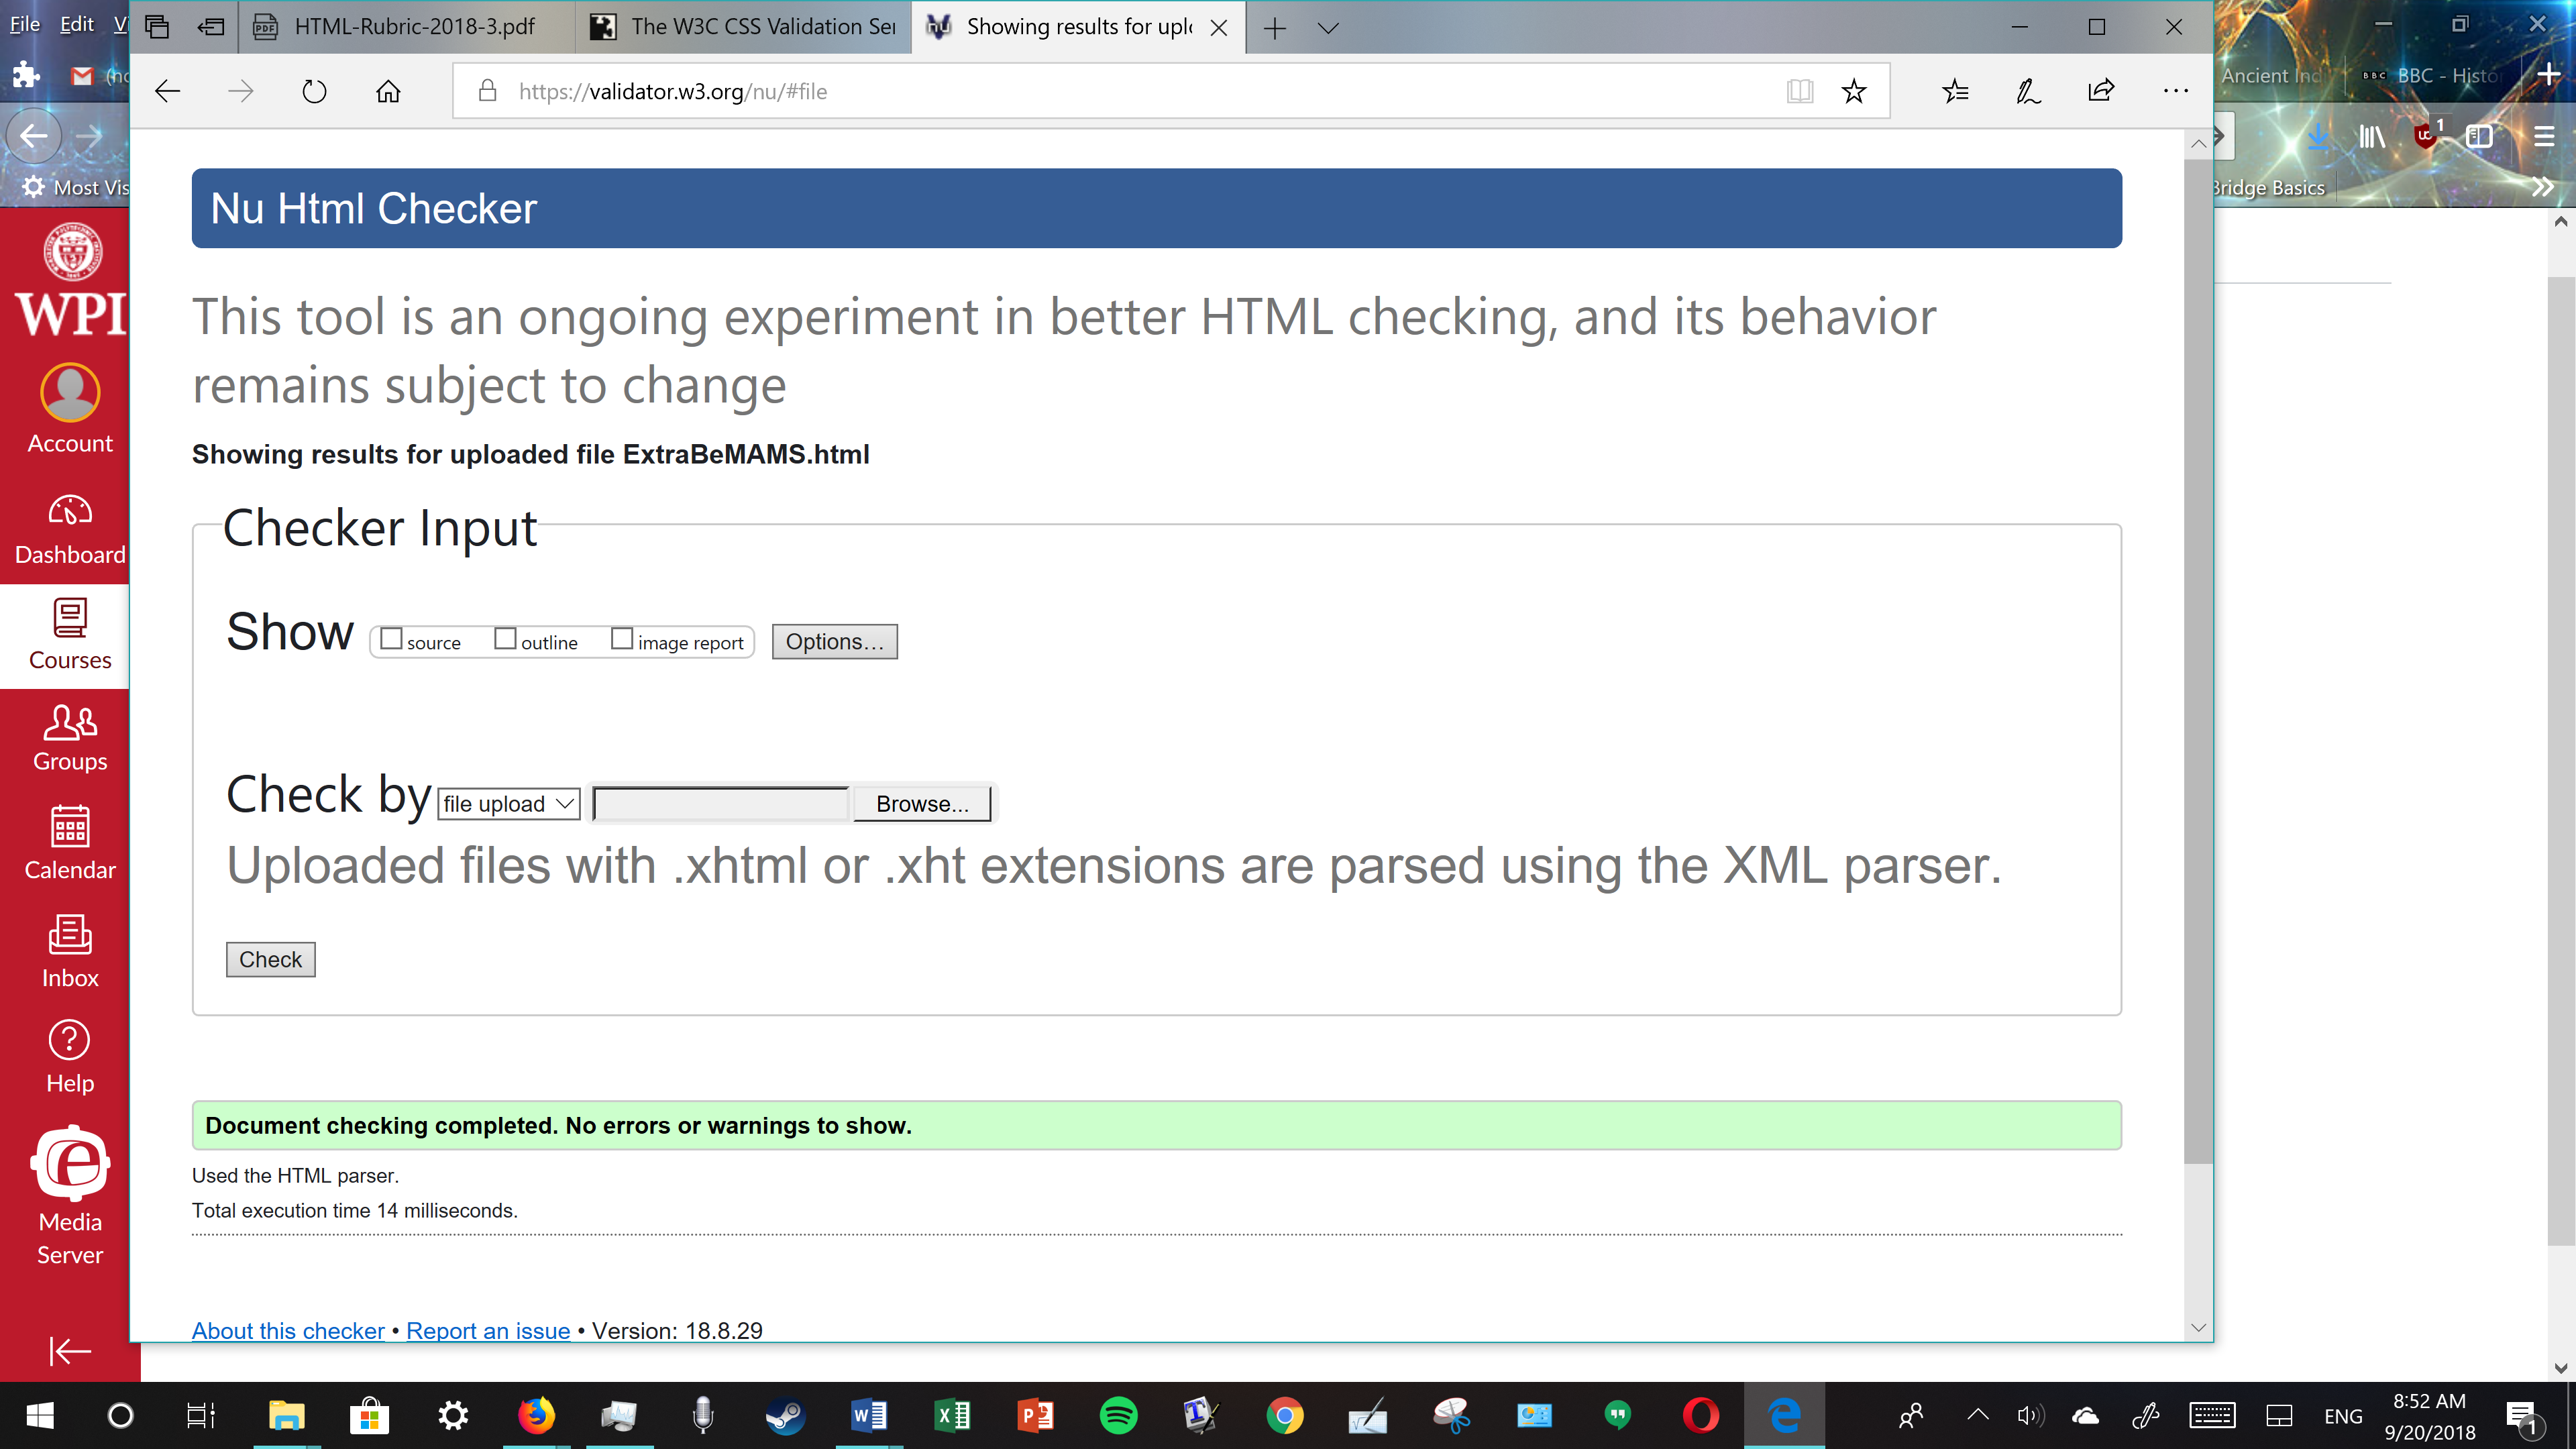 File Edit
HTML-Rubric-2018-3.pdf
The W3C CSS Validation Ser
Showing results for upl
https://validator.w3.org/nu/#file
Ancient Ind
BBC - Histo
Most Vis
Bridge Basics
1
WPI
Account
Dashboard
Courses
Groups
Calendar
Inbox
Help
Media
Server
Nu Html Checker
This tool is an ongoing experiment in better HTML checking, and its behavior
remains subject to change
Showing results for uploaded file ExtraBeMAMS.html
Checker Input
Show source outline image report Options...
Check by file upload Browse...
Uploaded files with .xhtml or .xht extensions are parsed using the XML parser.
Check
Document checking completed. No errors or warnings to show.
Used the HTML parser.
Total execution time 14 milliseconds.
About this checker • Report an issue • Version: 18.8.29
ENG
8:52 AM
9/20/2018
1